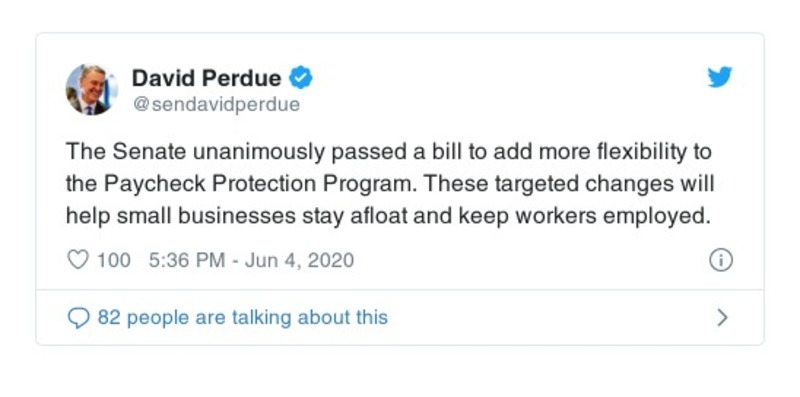 David Perdue
@sendavidperdue
The Senate unanimously passed a bill to add more flexibility to
the Paycheck Protection Program. These targeted changes will
help small businesses stay afloat and keep workers employed.
100 5:36 PM - Jun 4, 2020
82 people are talking about this